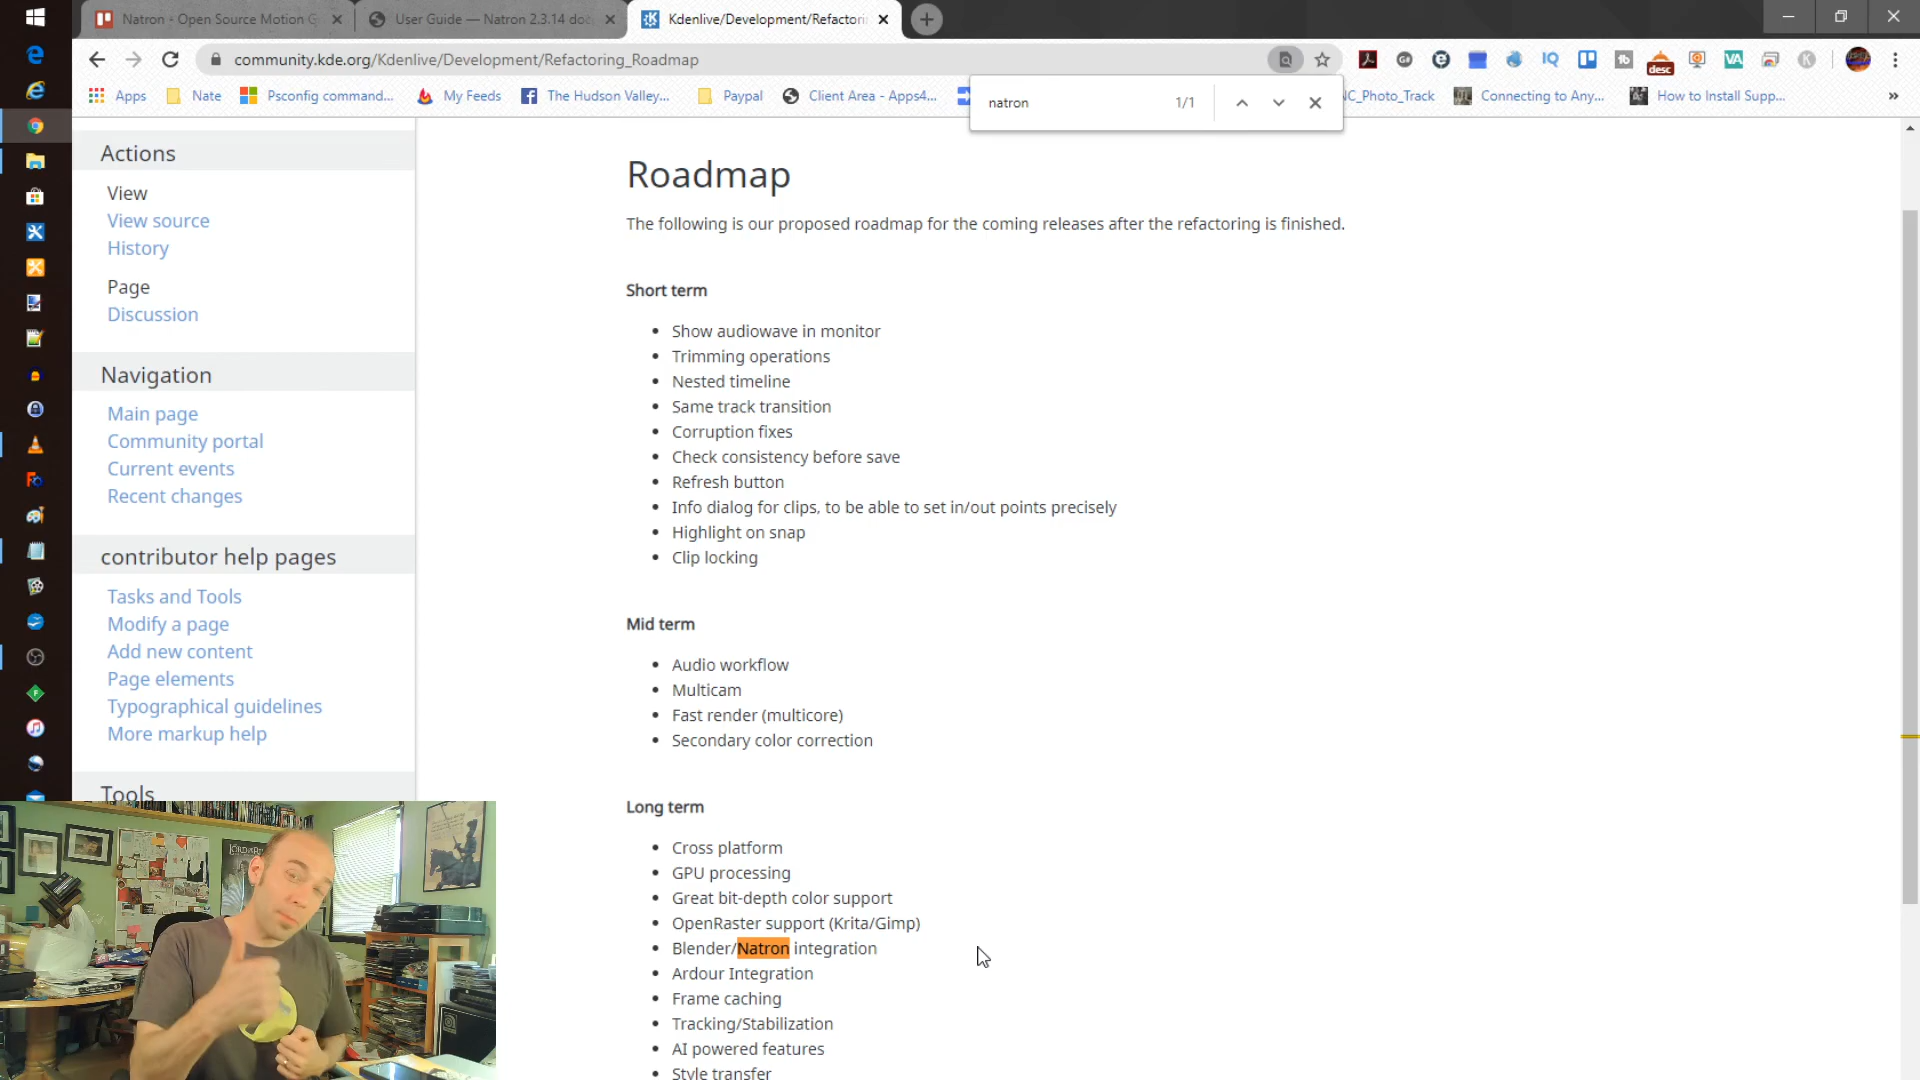 Natron - Open Source Motion G
User Guide — Natron 2.3.14 doc
Kdenlive/Development/Refactori
community.kde.org/Kdenlive/Development/Refactoring_Roadmap
desc
IQ
VA
K
Apps
Nate
Psconfig command...
My Feeds
The Hudson Valley...
Paypal
Client Area - Apps4...
NC_Photo_Track
Connecting to Any...
How to Install Supp...
»
natron
1/1
Actions
View
View source
History
Page
Discussion
Navigation
Main page
Community portal
Current events
Recent changes
contributor help pages
Tasks and Tools
Modify a page
Add new content
Page elements
Typographical guidelines
More markup help
Tools
Roadmap
The following is our proposed roadmap for the coming releases after the refactoring is finished.
Short term
• Show audiowave in monitor
• Trimming operations
• Nested timeline
• Same track transition
• Corruption fixes
• Check consistency before save
• Refresh button
• Info dialog for clips, to be able to set in/out points precisely
• Highlight on snap
• Clip locking
Mid term
• Audio workflow
• Multicam
• Fast render (multicore)
• Secondary color correction
Long term
• Cross platform
• GPU processing
• Great bit-depth color support
• OpenRaster support (Krita/Gimp)
• Blender/Natron integration
• Ardour Integration
• Frame caching
• Tracking/Stabilization
• AI powered features
• Style transfer